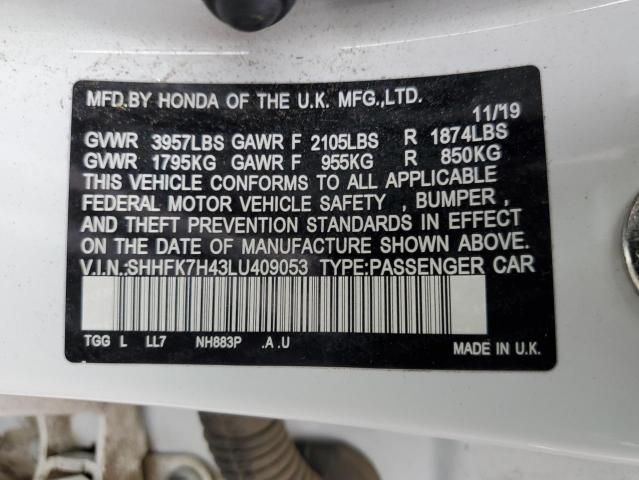 MFD.BY HONDA OF THE U.K. MFG.,LTD.
11/19
GVWR 3957LBS GAWR F 2105LBS R 1874LBS
GVWR 1795KG GAWR F 955KG R 850KG
THIS VEHICLE CONFORMS TO ALL APPLICABLE
FEDERAL MOTOR VEHICLE SAFETY , BUMPER ,
AND THEFT PREVENTION STANDARDS IN EFFECT
ON THE DATE OF MANUFACTURE SHOWN ABOVE.
V.I.N.:SHHFK7H43LU409053 TYPE:PASSENGER CAR
TGG L LL7 NH883P .A .U MADE IN U.K.